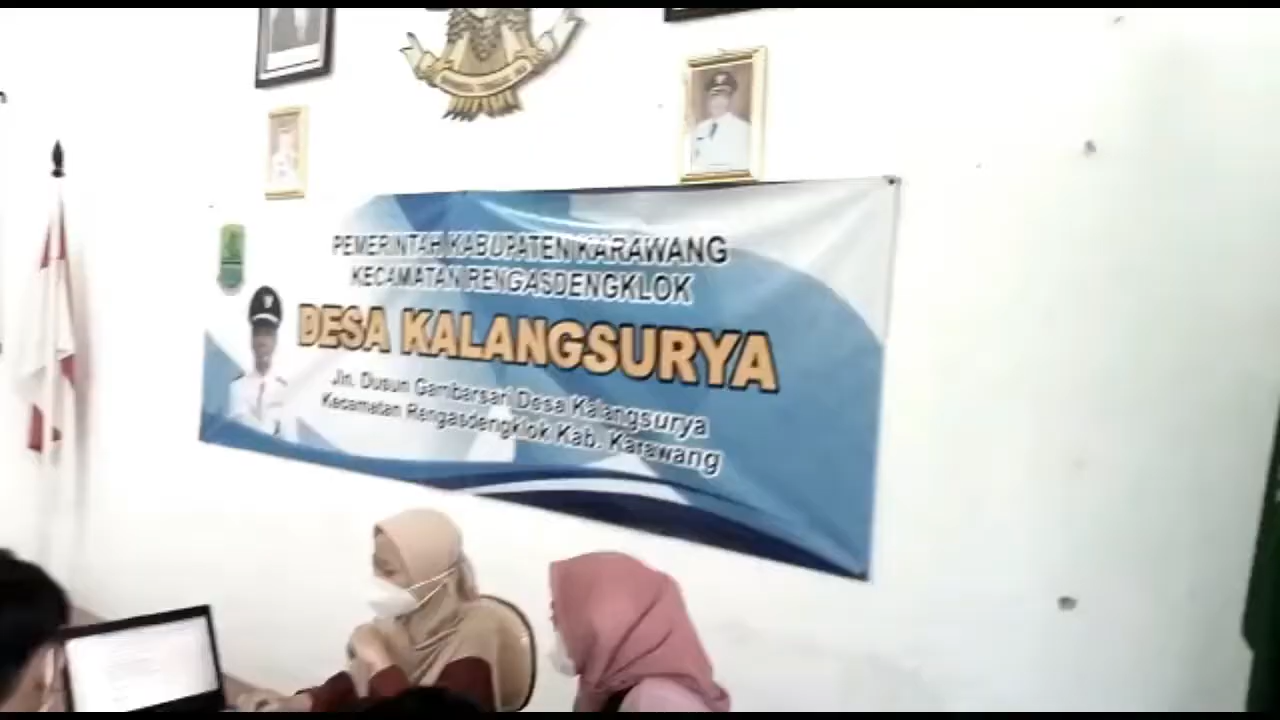 PEMERINTAH KABUPATEN KARAWANG
KECAMATAN RENGASDENGKLOK
DESA KALANGSURYA
Jln. Dusun Gambarsari Desa Kalangsurya
Kecamatan Rengasdengklok Kab. Karawang